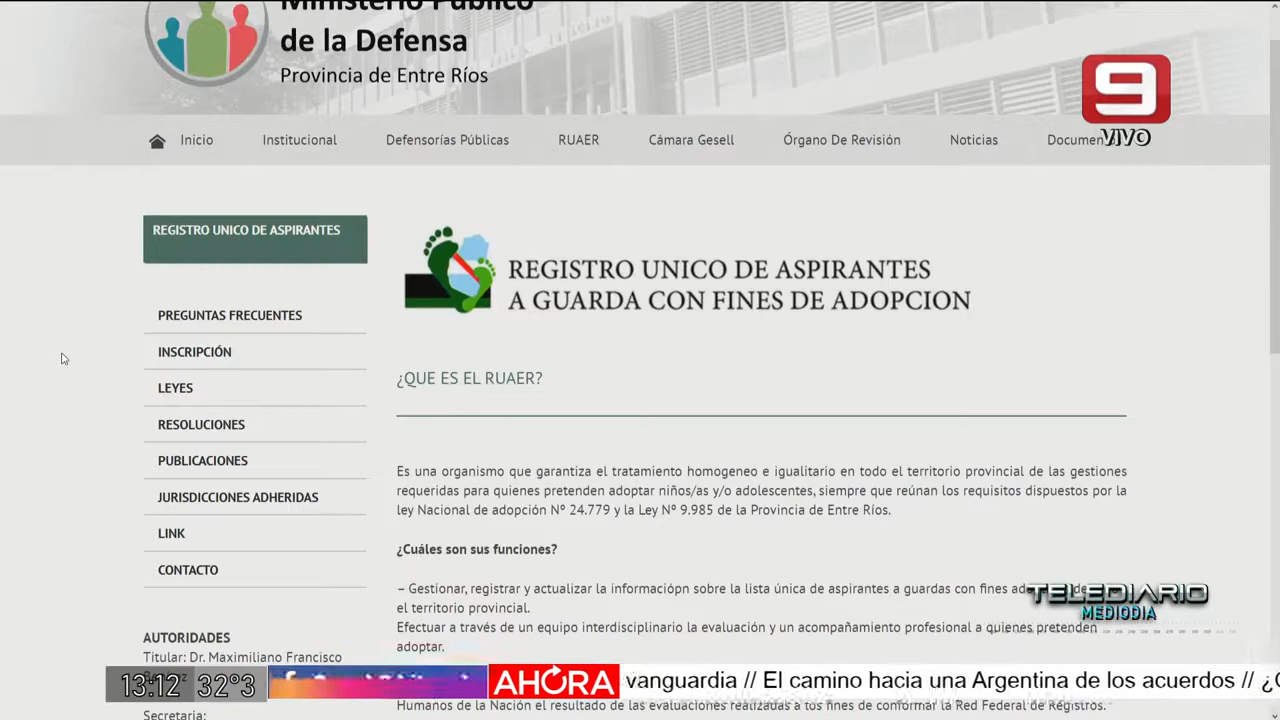 Ministerio Público
de la Defensa
Provincia de Entre Ríos
9
VIVO
Inicio
Institucional
Defensorías Públicas
RUAER
Cámara Gesell
Órgano De Revisión
Noticias
Documen
REGISTRO UNICO DE ASPIRANTES
PREGUNTAS FRECUENTES
INSCRIPCIÓN
LEYES
RESOLUCIONES
PUBLICACIONES
JURISDICCIONES ADHERIDAS
LINK
CONTACTO
AUTORIDADES
Titular: Dr. Maximiliano Francisco
Secretaria:
REGISTRO UNICO DE ASPIRANTES
A GUARDA CON FINES DE ADOPCION
¿QUE ES EL RUAER?
Es una organismo que garantiza el tratamiento homogeneo e igualitario en todo el territorio provincial de las gestiones
requeridas para quienes pretenden adoptar niños/as y/o adolescentes, siempre que reúnan los requisitos dispuestos por la
ley Nacional de adopción Nº 24.779 y la Ley Nº 9.985 de la Provincia de Entre Ríos.
¿Cuáles son sus funciones?
– Gestionar, registrar y actualizar la informaciópn sobre la lista única de aspirantes a guardas con fines
el territorio provincial.
Efectuar a través de un equipo interdisciplinario la evaluación y un acompañamiento profesional a quienes pretenden
adoptar.
Humanos de la Nación el resultado de las evaluaciones realizadas a los fines de conformar la Red Federal de Registros.
TELEDIARIO
MEDIODIA
13:12 32°3
AHORA
vanguardia // El camino hacia una Argentina de los acuerdos // ¿